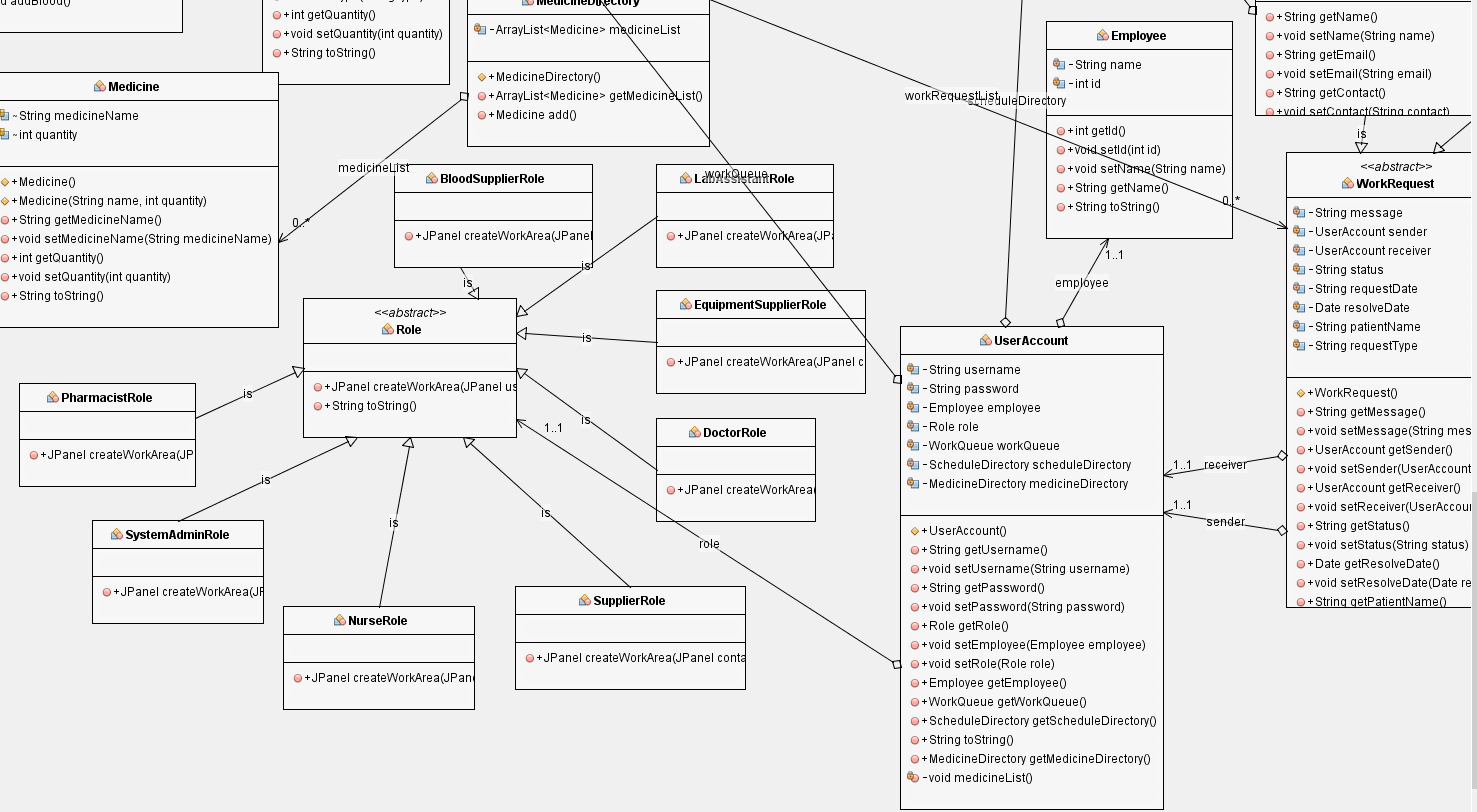 addBlood()
+int getQuantity()
+void setQuantity(int quantity)
+String toString()
MedicineDirectory
-ArrayList<Medicine> medicineList
+MedicineDirectory()
+ArrayList<Medicine> getMedicineList()
+Medicine add()
Medicine
~String medicineName
~int quantity
+Medicine()
+Medicine(String name, int quantity)
+String getMedicineName()
+void setMedicineName(String medicineName)
+int getQuantity()
+void setQuantity(int quantity)
+String toString()
medicineList
0..*
BloodSupplierRole
+JPanel createWorkArea(JPanel
LabAssistantRole
+JPanel createWorkArea(JPa
workQueue
is
is
<<abstract>>
Role
+JPanel createWorkArea(JPanel us
+String toString()
EquipmentSupplierRole
+JPanel createWorkArea(JPanel c
is
PharmacistRole
+JPanel createWorkArea(JP
is
DoctorRole
+JPanel createWorkArea(
is
1..1
SystemAdminRole
+JPanel createWorkArea(JF
is
NurseRole
+JPanel createWorkArea(JPan
is
SupplierRole
+JPanel createWorkArea(JPanel conta
is
role
workRequestList
scheduleDirectory
Employee
-String name
-int id
+int getId()
+void setId(int id)
+void setName(String name)
+String getName()
+String toString()
0..*
1..1
employee
UserAccount
-String username
-String password
-Employee employee
-Role role
-WorkQueue workQueue
-ScheduleDirectory scheduleDirectory
-MedicineDirectory medicineDirectory
+UserAccount()
+String getUsername()
+void setUsername(String username)
+String getPassword()
+void setPassword(String password)
+Role getRole()
+void setEmployee(Employee employee)
+void setRole(Role role)
+Employee getEmployee()
+WorkQueue getWorkQueue()
+ScheduleDirectory getScheduleDirectory()
+String toString()
+MedicineDirectory getMedicineDirectory()
-void medicineList()
1..1
receiver
1..1
sender
+String getName()
+void setName(String name)
+String getEmail()
+void setEmail(String email)
+String getContact()
+void setContact(String contact)
is
<<abstract>>
WorkRequest
-String message
-UserAccount sender
-UserAccount receiver
-String status
-String requestDate
-Date resolveDate
-String patientName
-String requestType
+WorkRequest()
+String getMessage()
+void setMessage(String mes
+UserAccount getSender()
+void setSender(UserAccount
+UserAccount getReceiver()
+void setReceiver(UserAccou
+String getStatus()
+void setStatus(String status)
+Date getResolveDate()
+void setResolveDate(Date re
+String getPatientName()